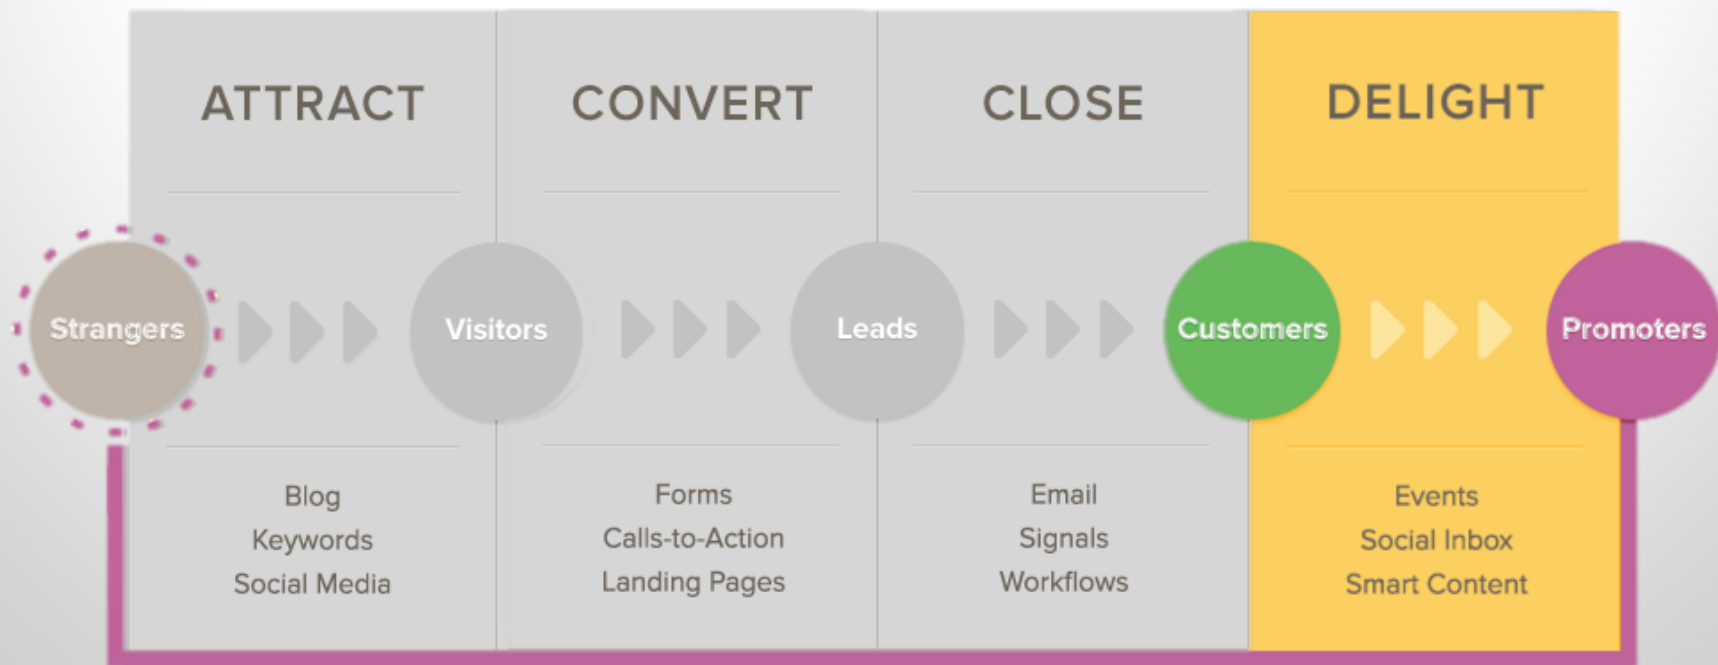 ATTRACT
CONVERT
CLOSE
DELIGHT
Strangers
Visitors
Leads
Customers
Promoters
Blog
Keywords
Social Media
Forms
Calls-to-Action
Landing Pages
Email
Signals
Workflows
Events
Social Inbox
Smart Content